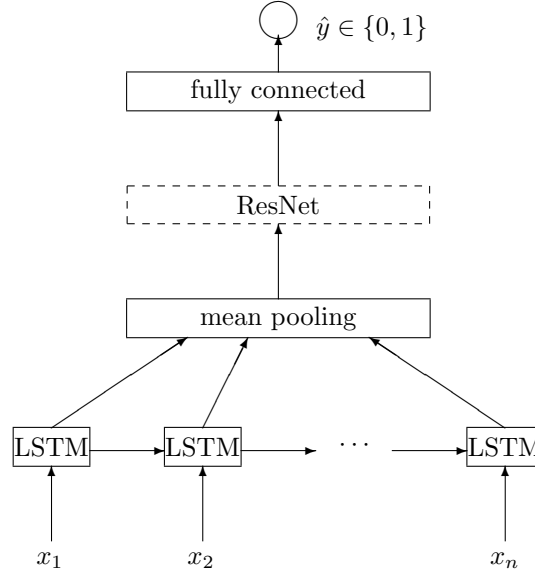 ŷ ∈ {0, 1}
fully connected
ResNet
mean pooling
LSTM LSTM ··· LSTM
x₁ x₂ xₙ